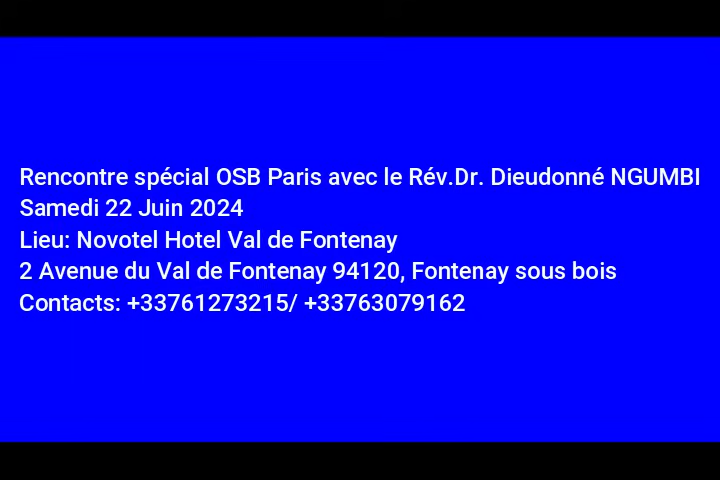 Rencontre spécial OSB Paris avec le Rév.Dr. Dieudonné NGUMBI
Samedi 22 Juin 2024
Lieu: Novotel Hotel Val de Fontenay
2 Avenue du Val de Fontenay 94120, Fontenay sous bois
Contacts: +33761273215/ +33763079162